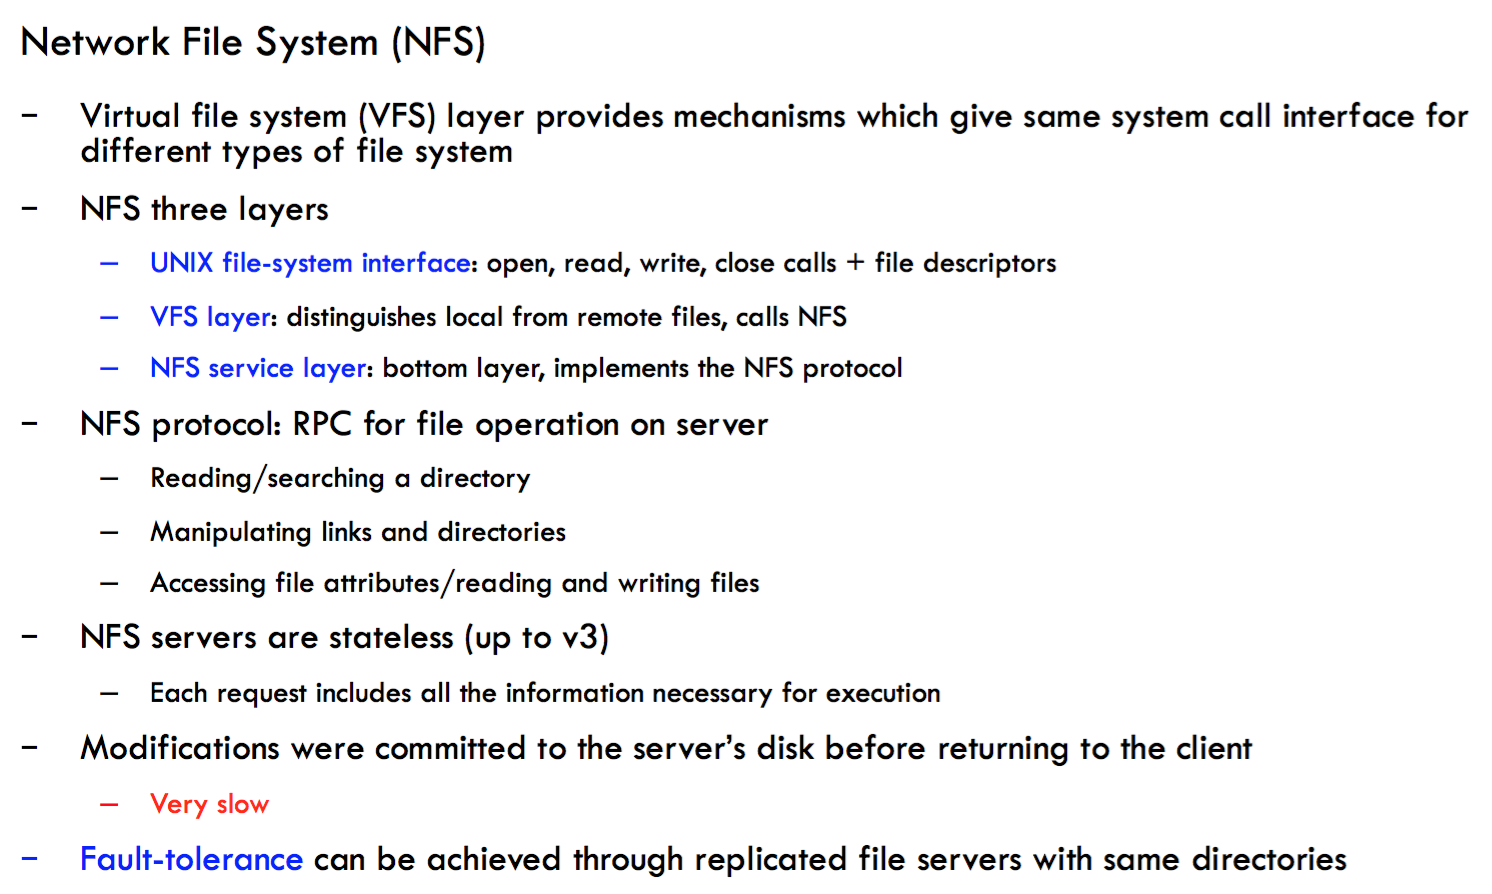 Network File System (NFS)
– Virtual file system (VFS) layer provides mechanisms which give same system call interface for
different types of file system
– NFS three layers
– UNIX file-system interface: open, read, write, close calls + file descriptors
– VFS layer: distinguishes local from remote files, calls NFS
– NFS service layer: bottom layer, implements the NFS protocol
– NFS protocol: RPC for file operation on server
– Reading/searching a directory
– Manipulating links and directories
– Accessing file attributes/reading and writing files
– NFS servers are stateless (up to v3)
– Each request includes all the information necessary for execution
– Modifications were committed to the server’s disk before returning to the client
– Very slow
– Fault-tolerance can be achieved through replicated file servers with same directories